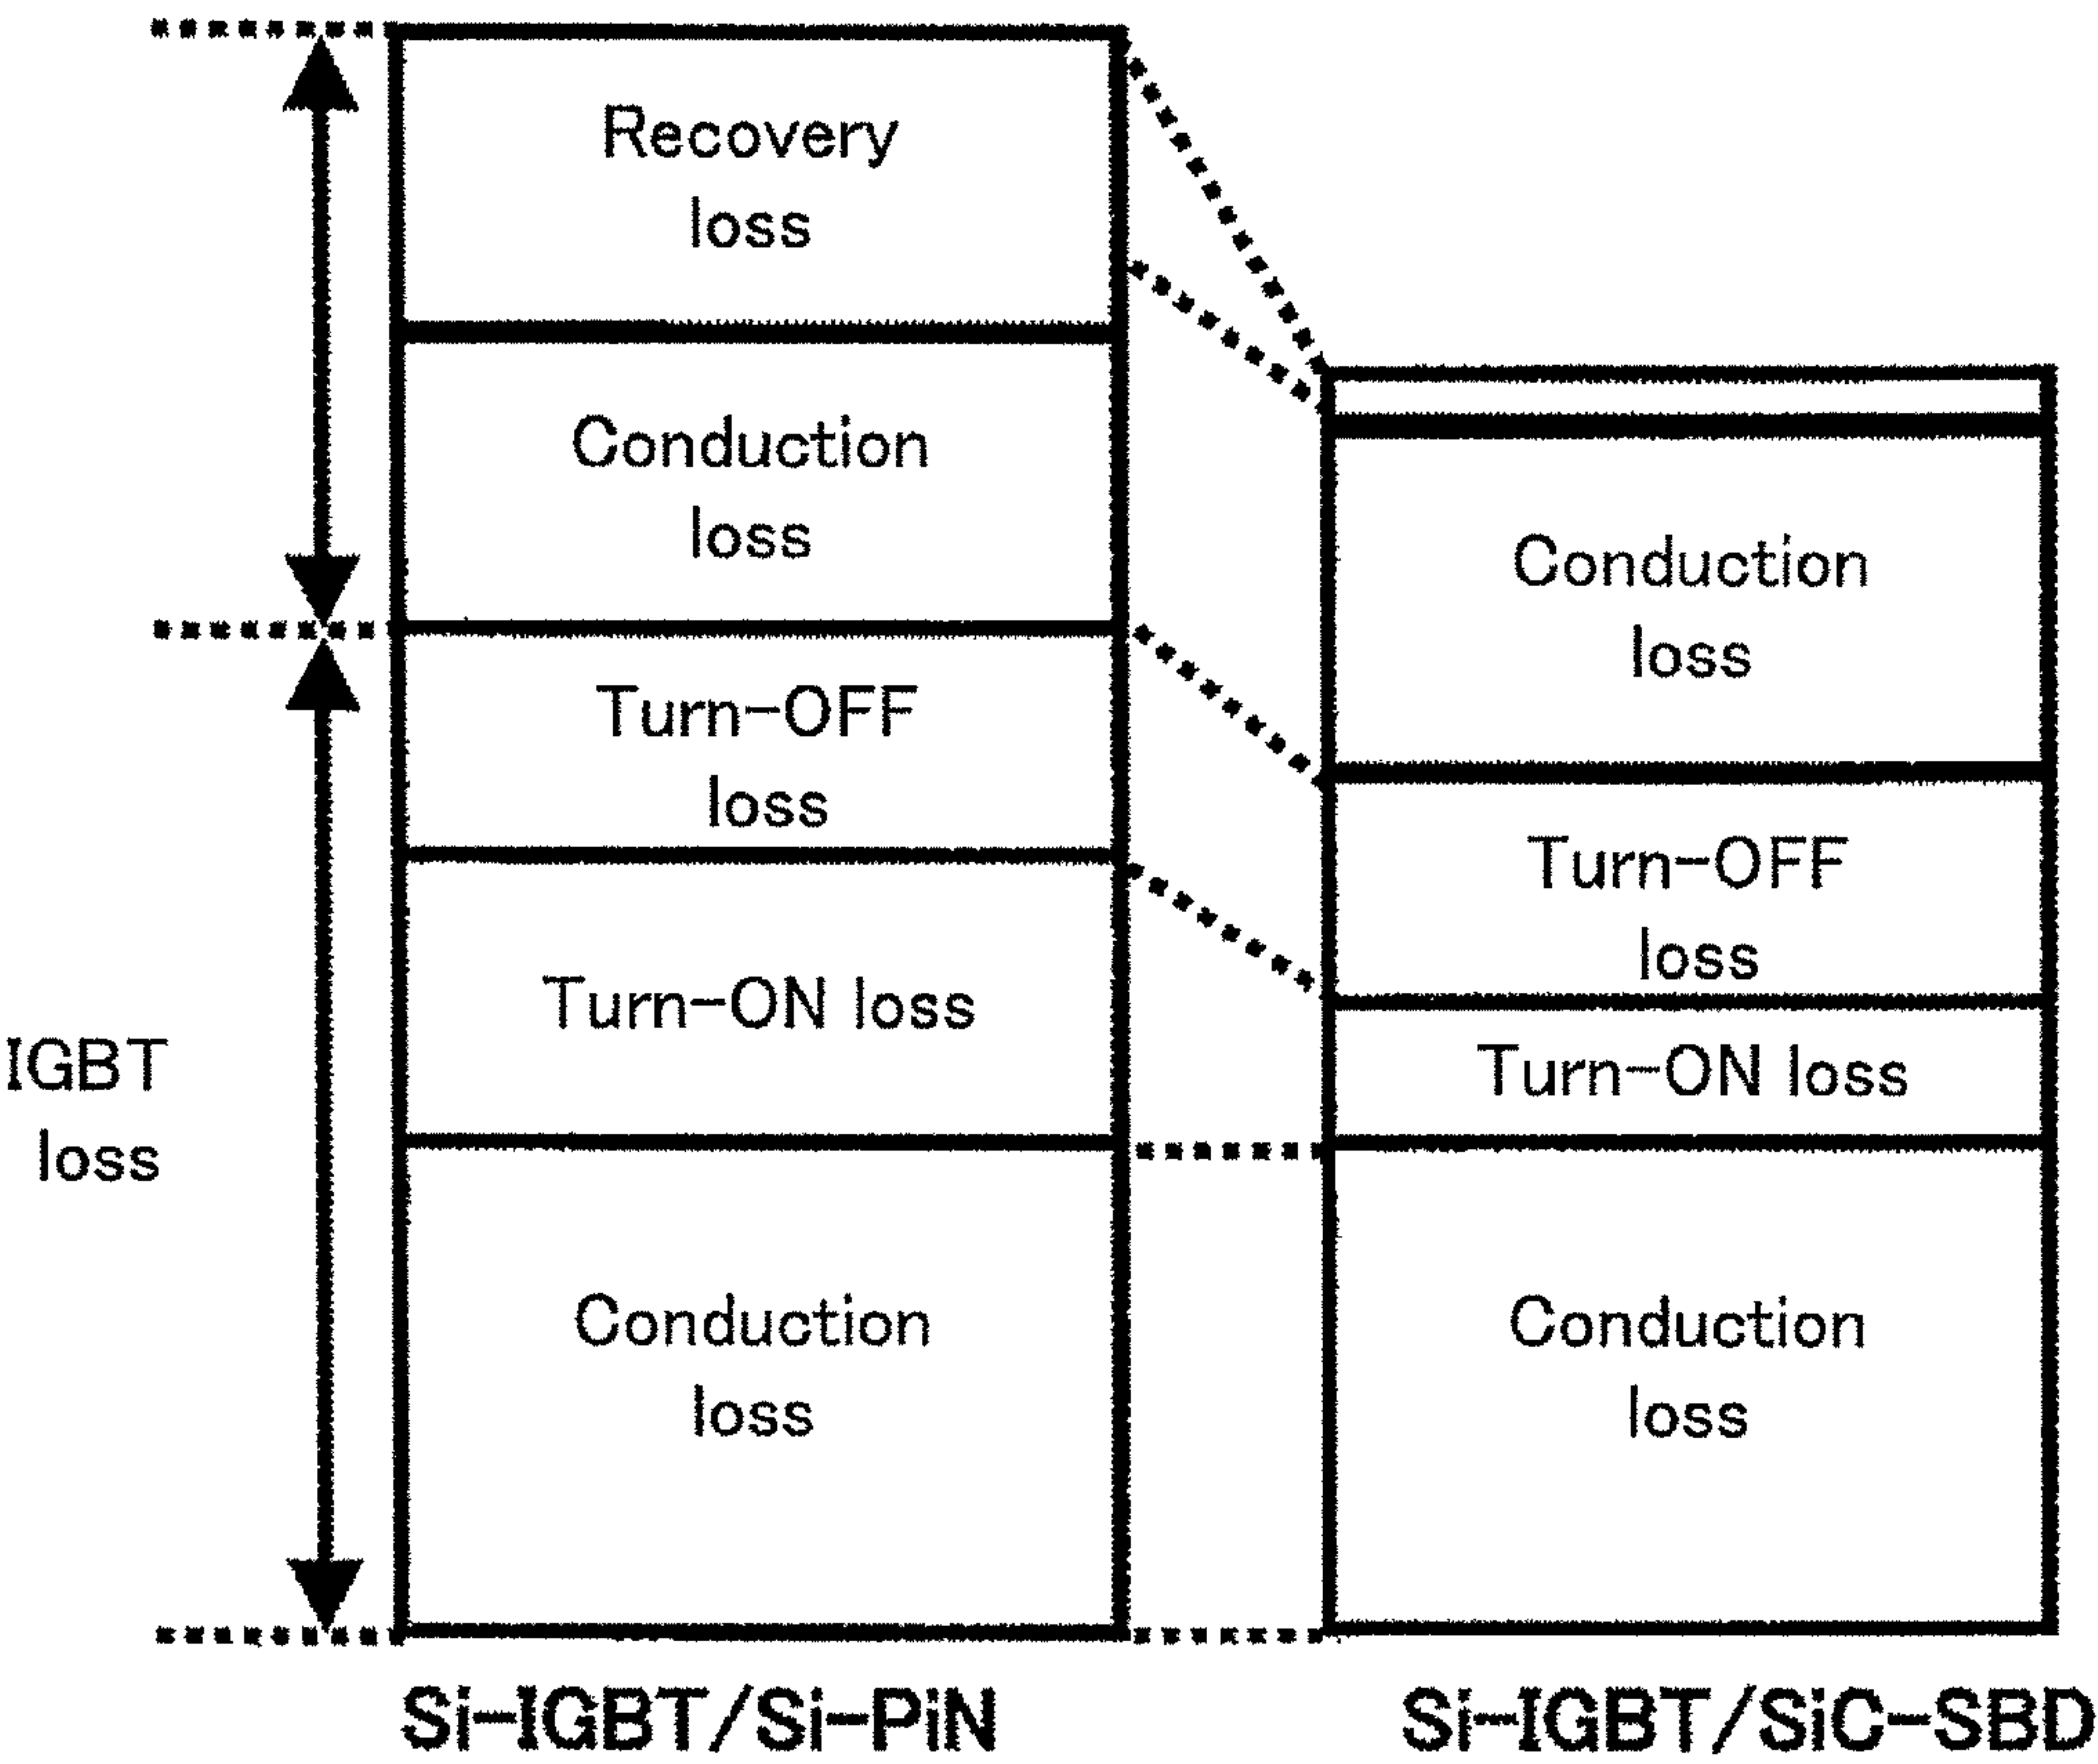 Recovery
loss
Conduction
loss
Turn-OFF
loss
Turn-ON loss
Conduction
loss
IGBT
loss
Conduction
loss
Turn-OFF
loss
Turn-ON loss
Conduction
loss
Si-IGBT/Si-PiN
Si-IGBT/SiC-SBD